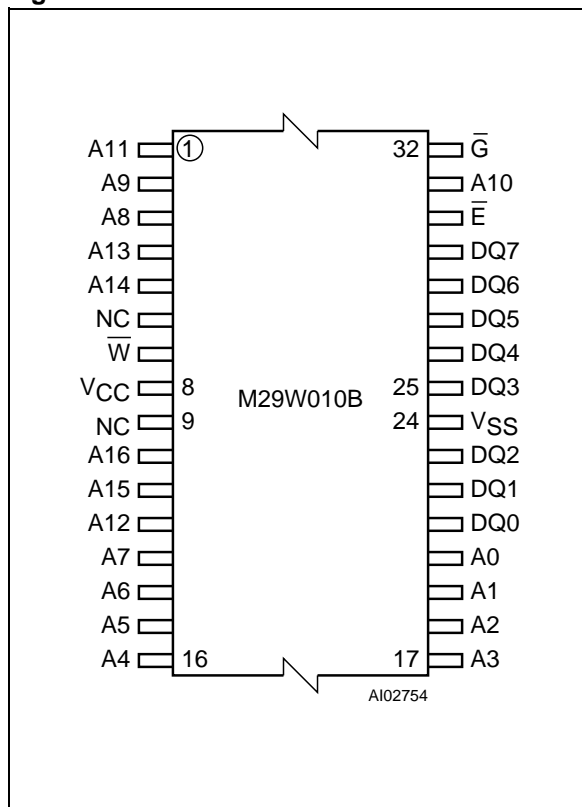 A11 1 32 G̅
A9 A10
A8 E̅
A13 DQ7
A14 DQ6
NC DQ5
W̅ DQ4
VCC 8 M29W010B 25 DQ3
NC 9 24 VSS
A16 DQ2
A15 DQ1
A12 DQ0
A7 A0
A6 A1
A5 A2
A4 16 17 A3
AI02754